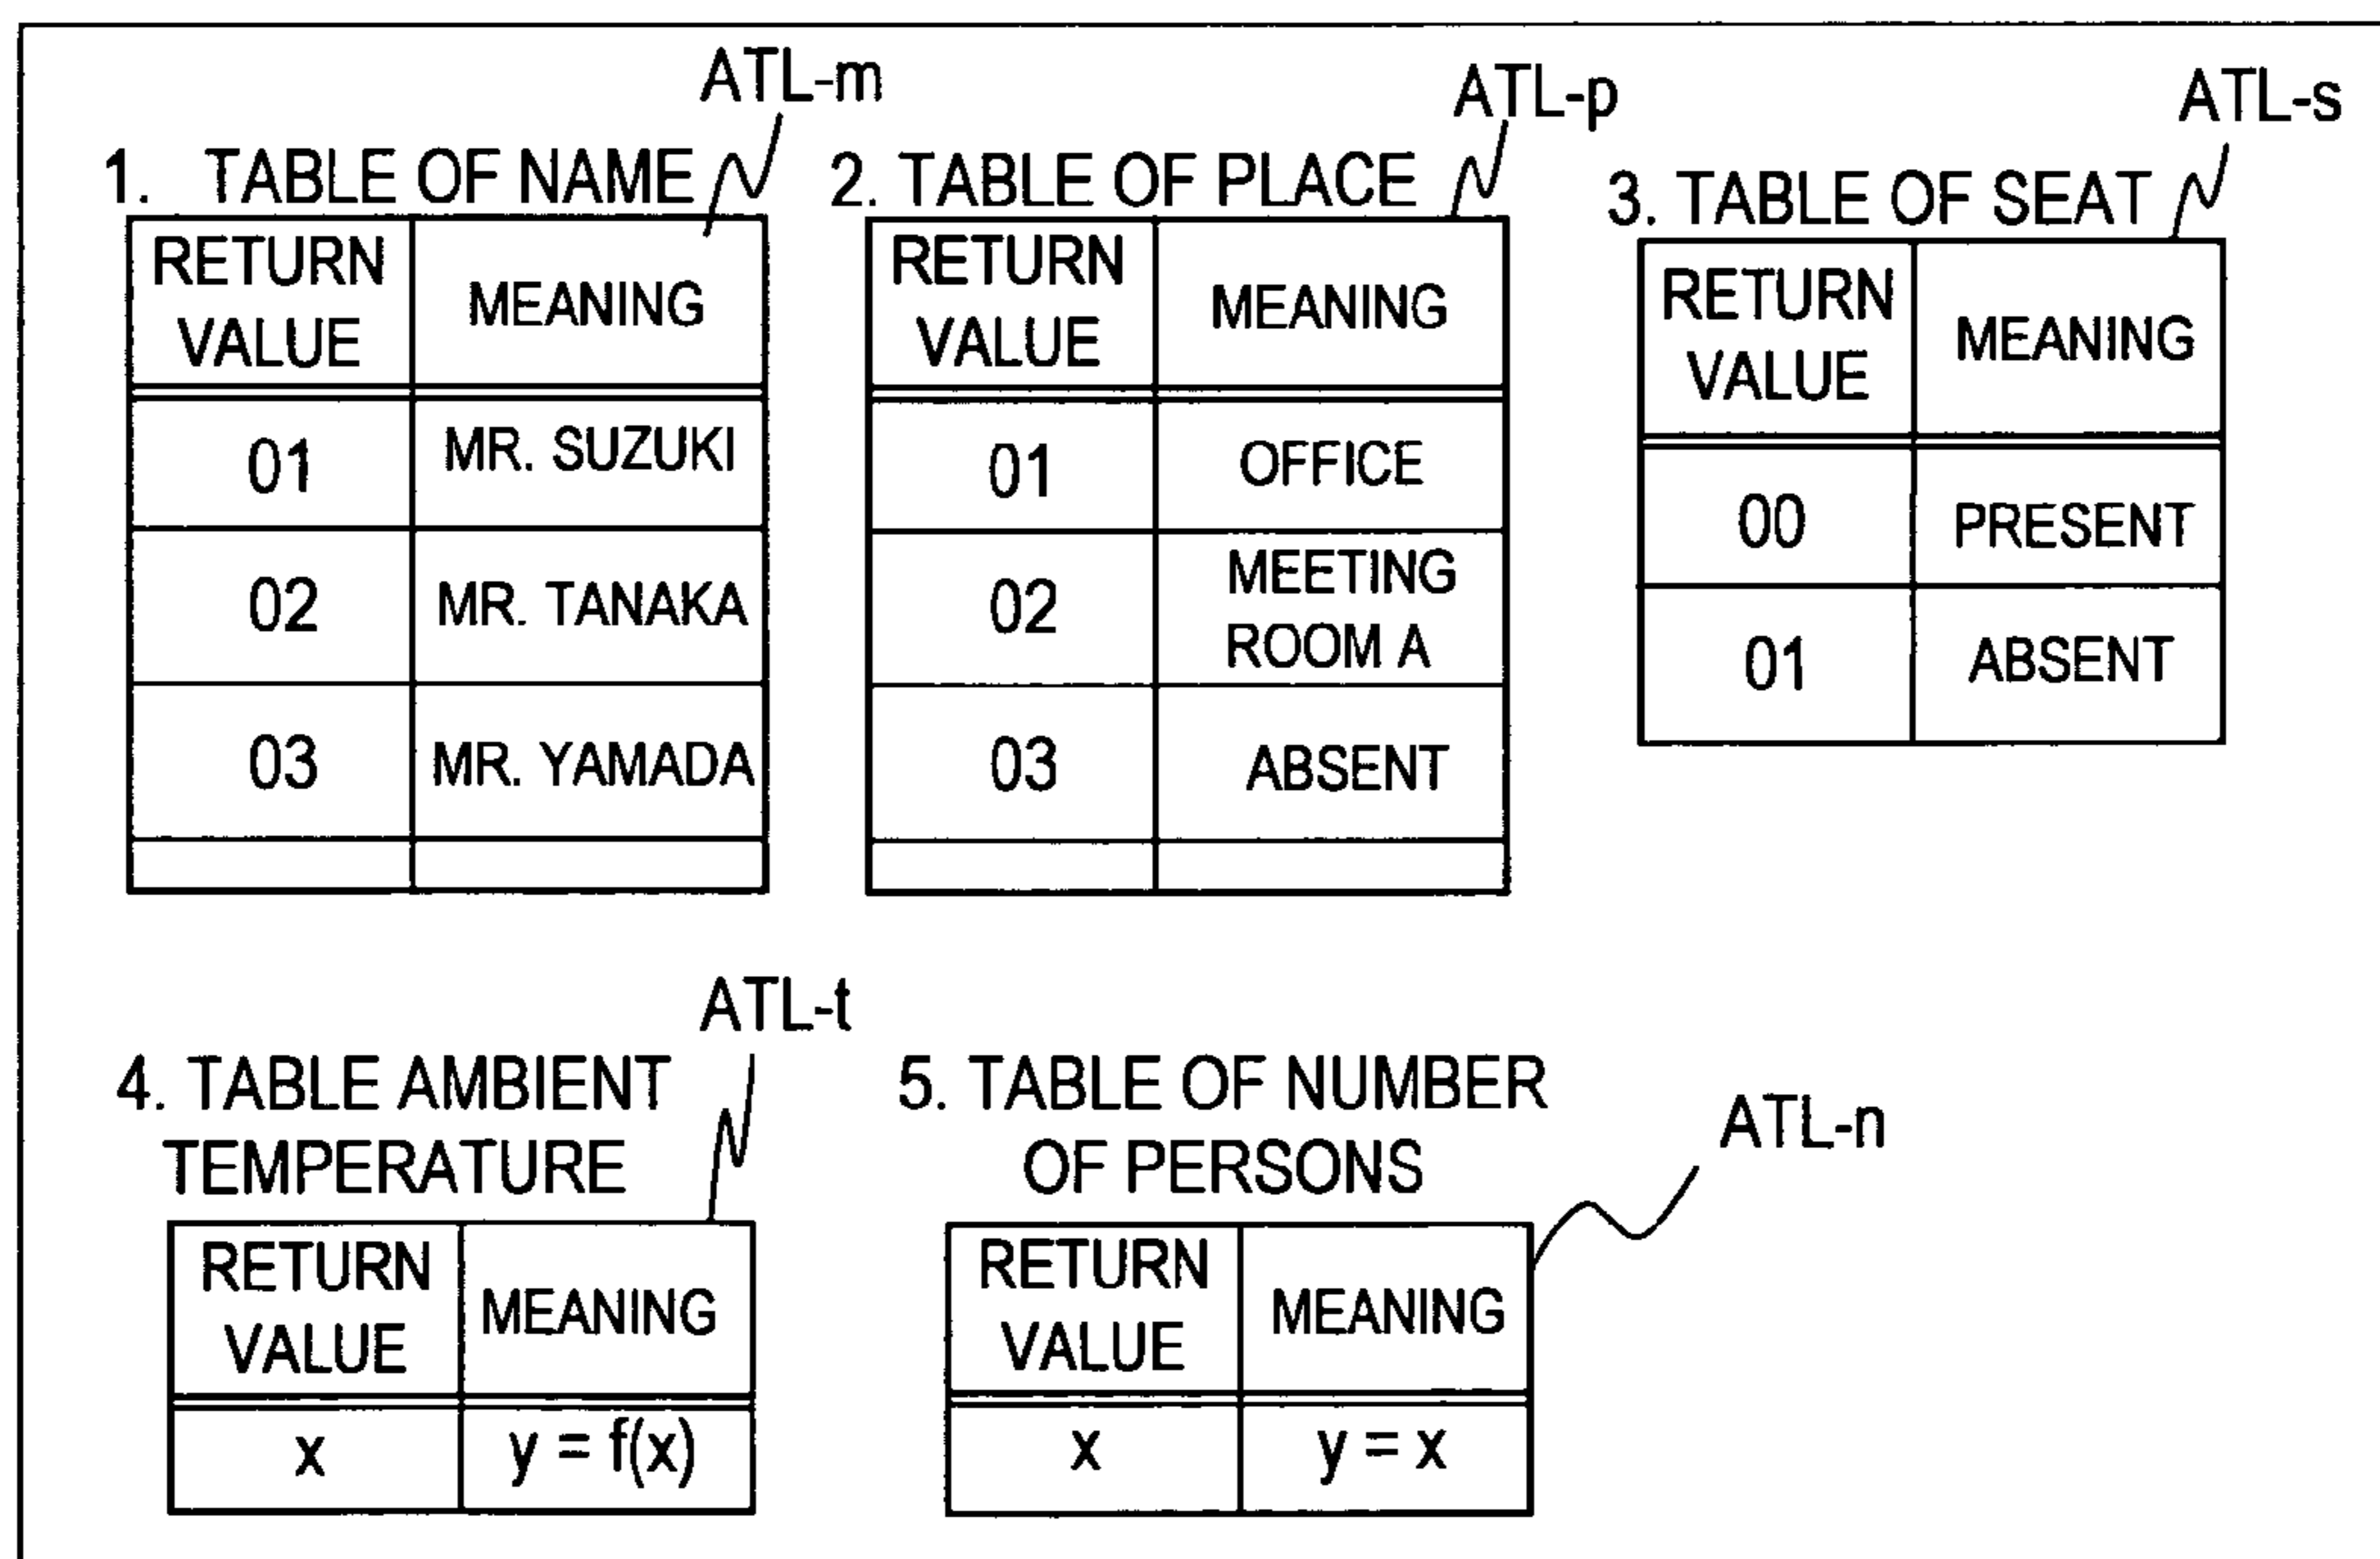 ATL-m
1. TABLE OF NAME
RETURN VALUE MEANING
01 MR. SUZUKI
02 MR. TANAKA
03 MR. YAMADA
ATL-p
2. TABLE OF PLACE
RETURN VALUE MEANING
01 OFFICE
02 MEETING ROOM A
03 ABSENT
ATL-s
3. TABLE OF SEAT
RETURN VALUE MEANING
00 PRESENT
01 ABSENT
ATL-t
4. TABLE AMBIENT
TEMPERATURE
RETURN VALUE MEANING
x y = f(x)
ATL-n
5. TABLE OF NUMBER
OF PERSONS
RETURN VALUE MEANING
x y = x